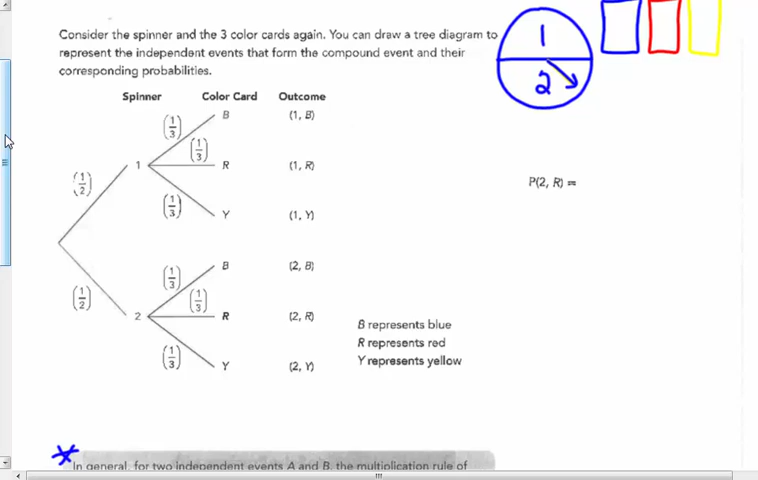 Consider the spinner and the 3 color cards again. You can draw a tree diagram to
represent the independent events that form the compound event and their
corresponding probabilities.
1
2
Spinner Color Card Outcome
(1/3) B (1, B)
(1/2) 1 (1/3) R (1, R)
(1/3) Y (1, Y)
P(2, R) =
(1/3) B (2, B)
(1/2) 2 (1/3) R (2, R)
(1/3) Y (2, Y)
B represents blue
R represents red
Y represents yellow
In general, for two independent events A and B, the multiplication rule of